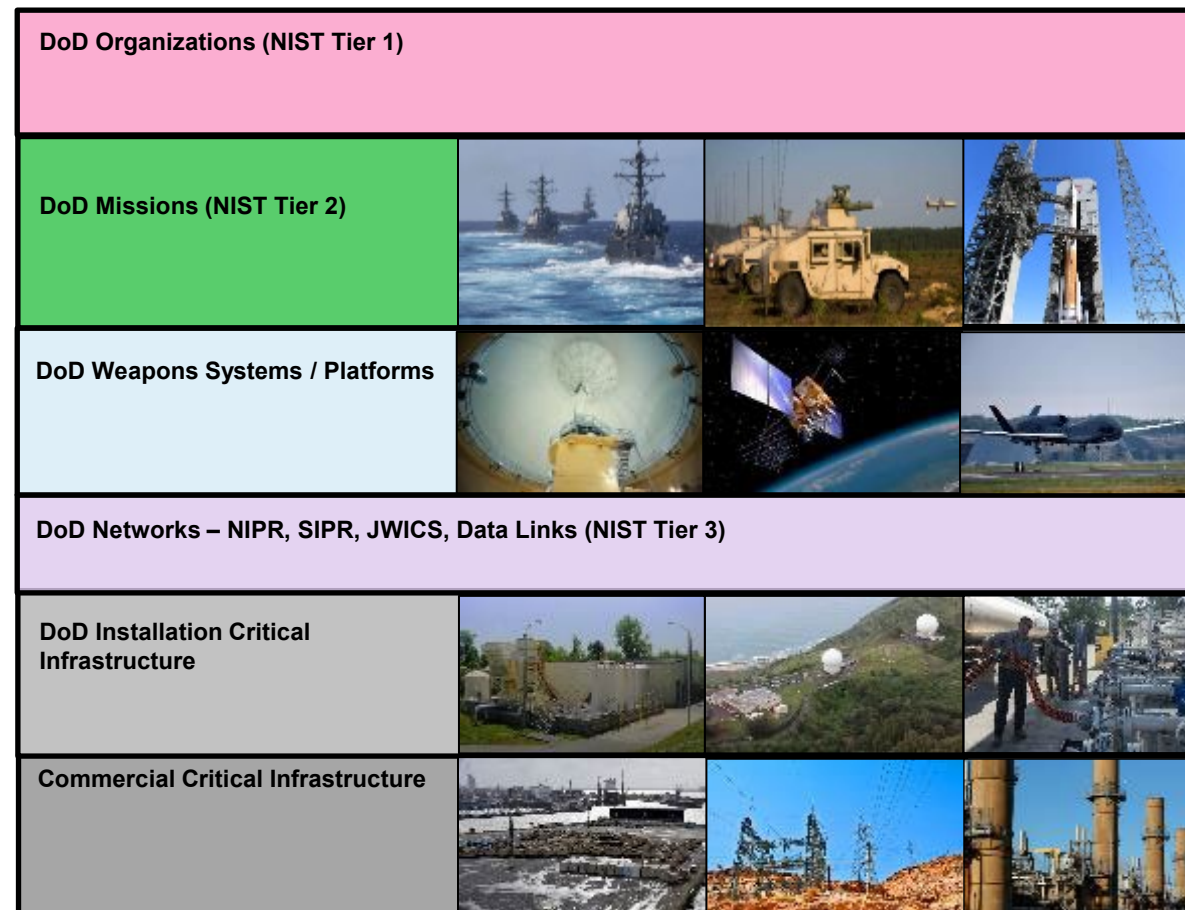 DoD Organizations (NIST Tier 1)
DoD Missions (NIST Tier 2)
DoD Weapons Systems / Platforms
DoD Networks – NIPR, SIPR, JWICS, Data Links (NIST Tier 3)
DoD Installation Critical
Infrastructure
Commercial Critical Infrastructure